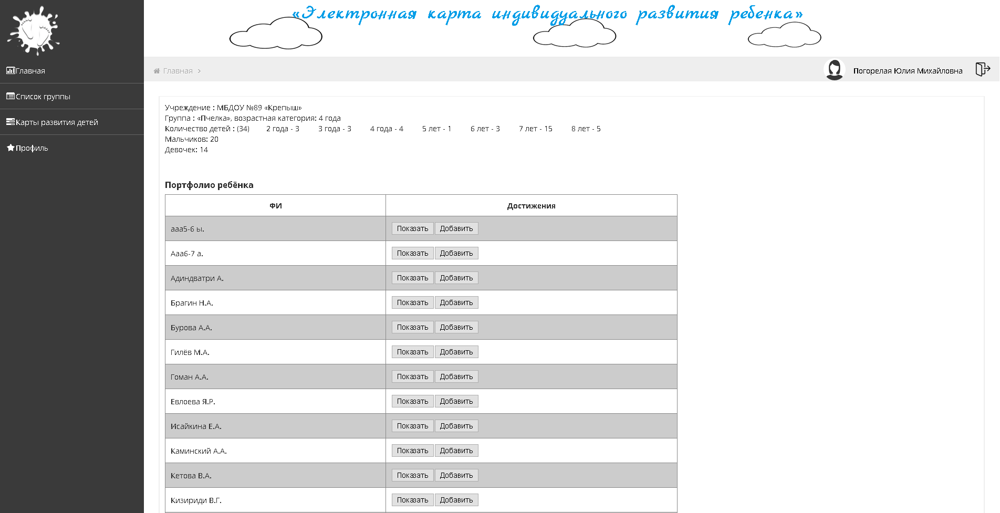 «Электронная карта индивидуального развития ребенка»
Главная
Список группы
Карты развития детей
Профиль
Главная >
Погорелая Юлия Михайловна
Учреждение : МБДОУ №89 «Крепыш»
Группа : «Пчелка», возрастная категория: 4 года
Количество детей : (34) 2 года - 3 3 года - 3 4 года - 4 5 лет - 1 6 лет - 3 7 лет - 15 8 лет - 5
Мальчиков: 20
Девочек: 14
Портфолио ребёнка
ФИ Достижения
ааа5-6 ы. Показать Добавить
Ааа6-7 а. Показать Добавить
Адиндватри А. Показать Добавить
Брагин Н.А. Показать Добавить
Бурова А.А. Показать Добавить
Гилёв М.А. Показать Добавить
Гоман А.А. Показать Добавить
Евлоева Я.Р. Показать Добавить
Исайкина Е.А. Показать Добавить
Каминский А.А. Показать Добавить
Кетова В.А. Показать Добавить
Кизириди В.Г. Показать Добавить